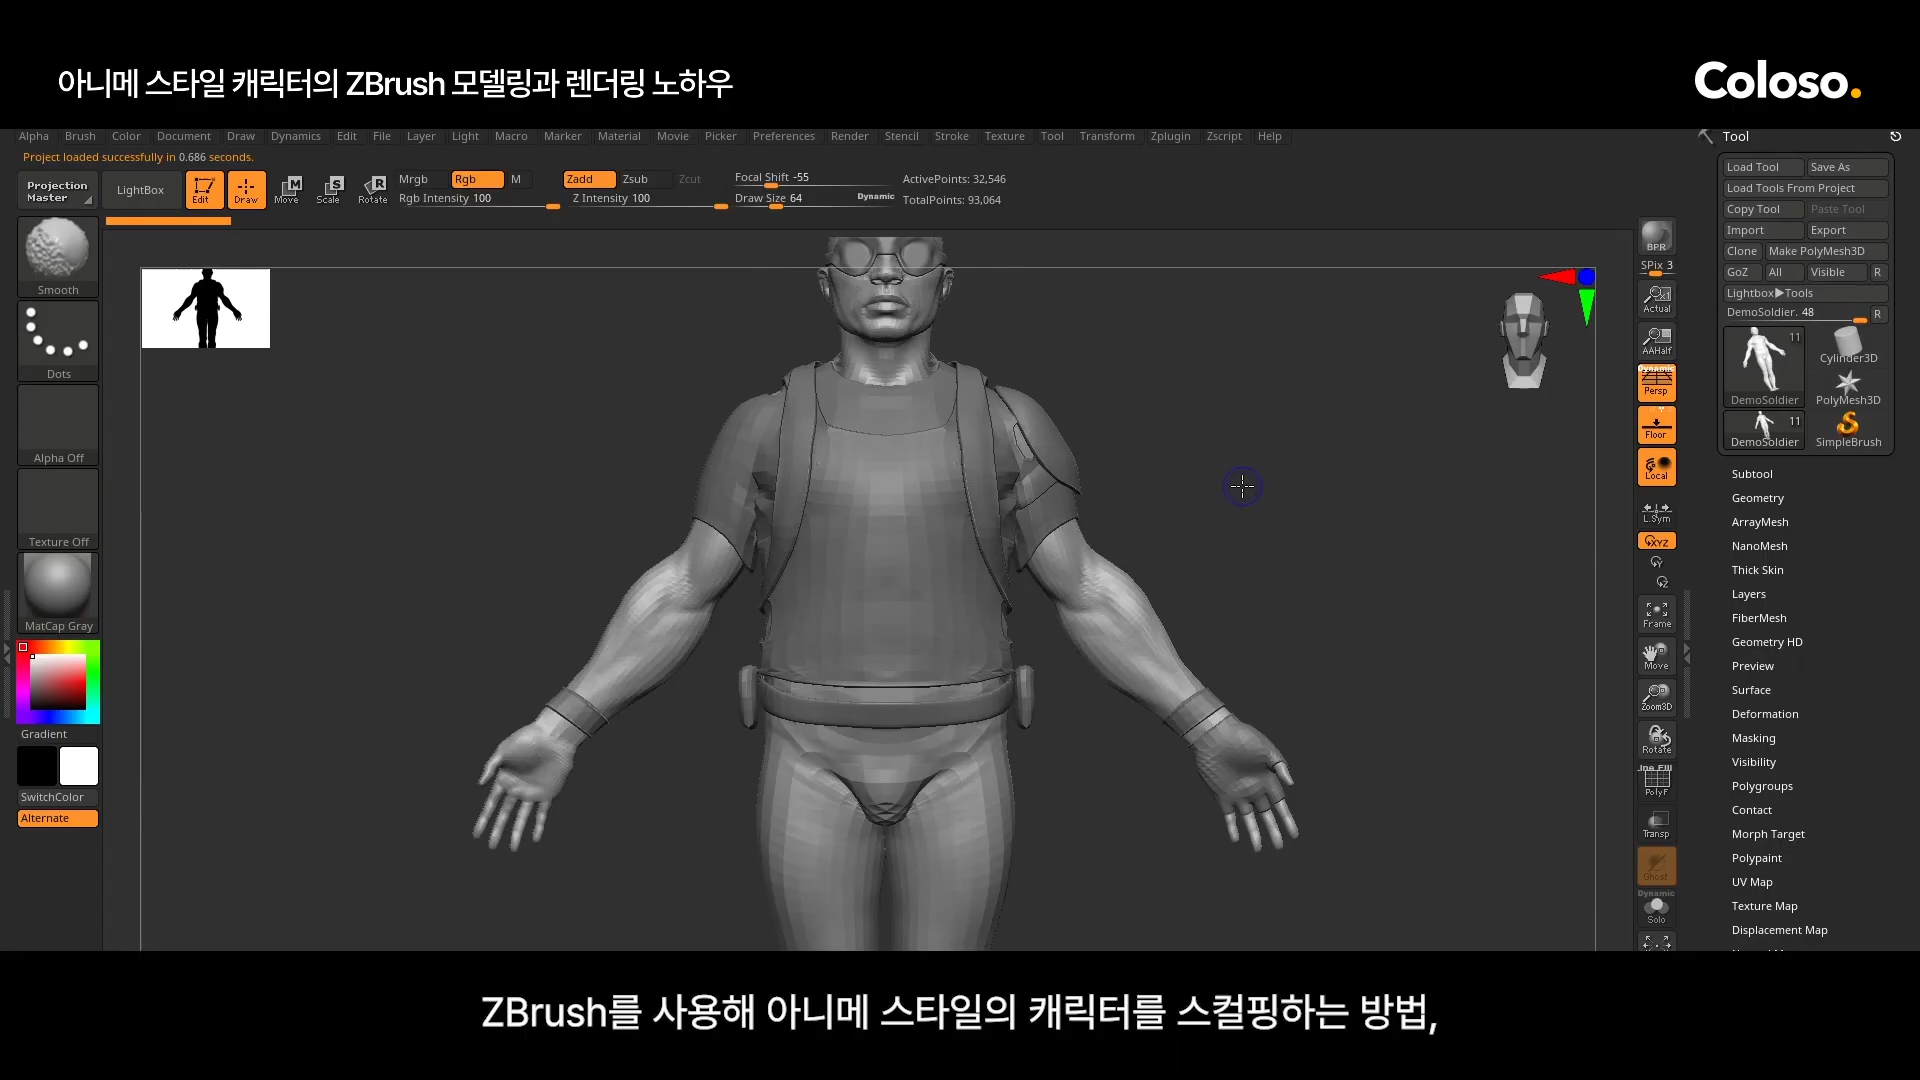 아니메 스타일 캐릭터의 ZBrush 모델링과 렌더링 노하우
Coloso.
Alpha Brush Color Document Draw Dynamics Edit File Layer Light Macro Marker Material Movie Picker Preferences Render Stencil Stroke Texture Tool Transform Zplugin Zscript Help
Tool
Project loaded successfully in 0.686 seconds.
Projection Master
LightBox
Edit
Draw
Move
Scale
Rotate
Mrgb Rgb M
Rgb Intensity 100
Zadd Zsub Zcut
Z Intensity 100
Focal Shift -55
Draw Size 64
Dynamic
ActivePoints: 32,546
TotalPoints: 93,064
Smooth
Dots
Alpha Off
Texture Off
MatCap Gray
Gradient
SwitchColor
Alternate
BPR
SPix 3
Actual
AAHalf
Dynamic
Persp
Floor
Local
L.Sym
XYZ
Y
Z
Frame
Move
Zoom3D
Rotate
Line Fill
PolyF
Transp
Ghost
Dynamic
Solo
Load Tool Save As
Load Tools From Project
Copy Tool Paste Tool
Import Export
Clone Make PolyMesh3D
GoZ All Visible R
Lightbox▶Tools
DemoSoldier. 48 R
11
DemoSoldier
Cylinder3D
PolyMesh3D
11
DemoSoldier
SimpleBrush
Subtool
Geometry
ArrayMesh
NanoMesh
Thick Skin
Layers
FiberMesh
Geometry HD
Preview
Surface
Deformation
Masking
Visibility
Polygroups
Contact
Morph Target
Polypaint
UV Map
Texture Map
Displacement Map
ZBrush를 사용해 아니메 스타일의 캐릭터를 스컬핑하는 방법,